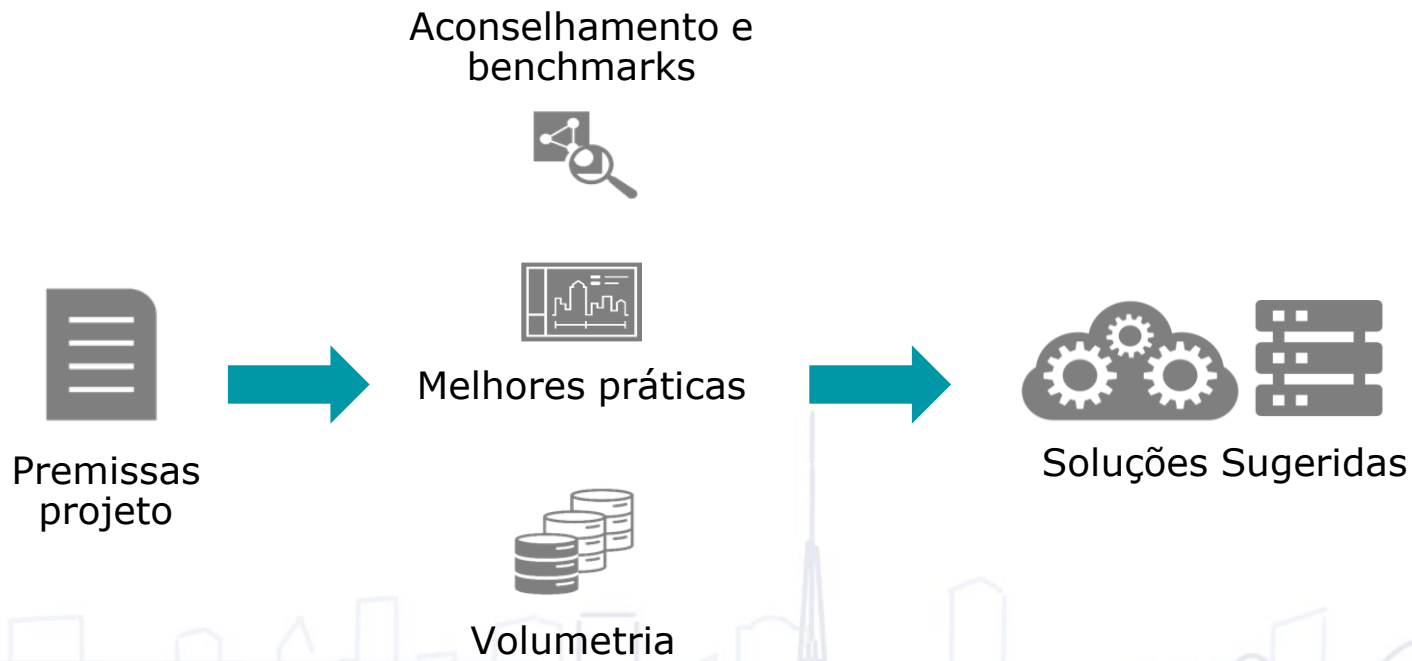 Aconselhamento e
benchmarks
Premissas
projeto
Melhores práticas
Volumetria
Soluções Sugeridas